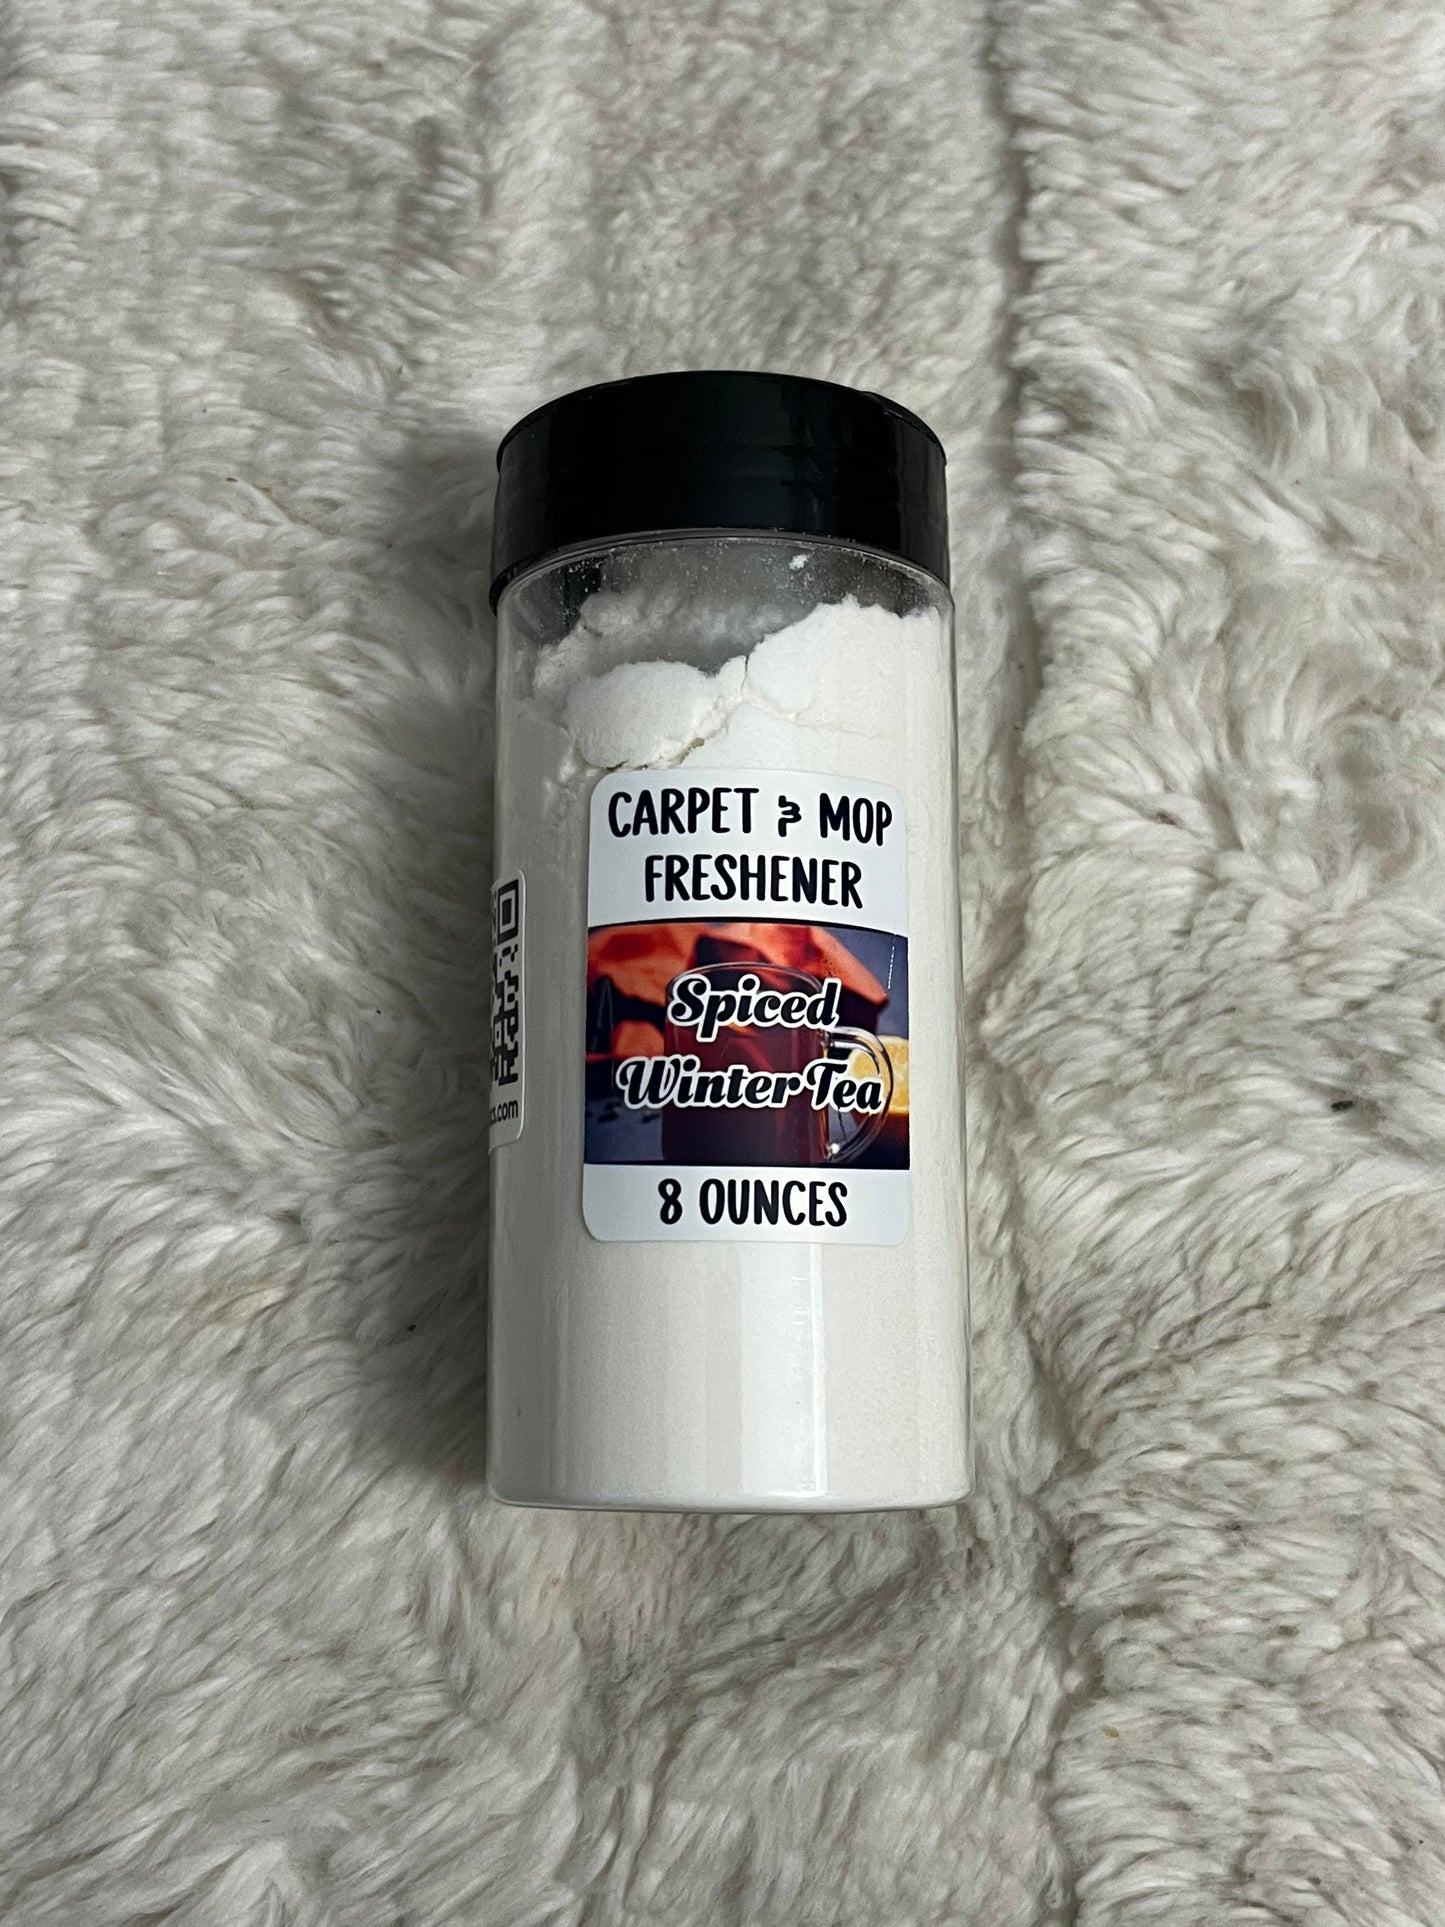 CARPET & MOP
FRESHENER
Spiced
Winter Tea
8 OUNCES